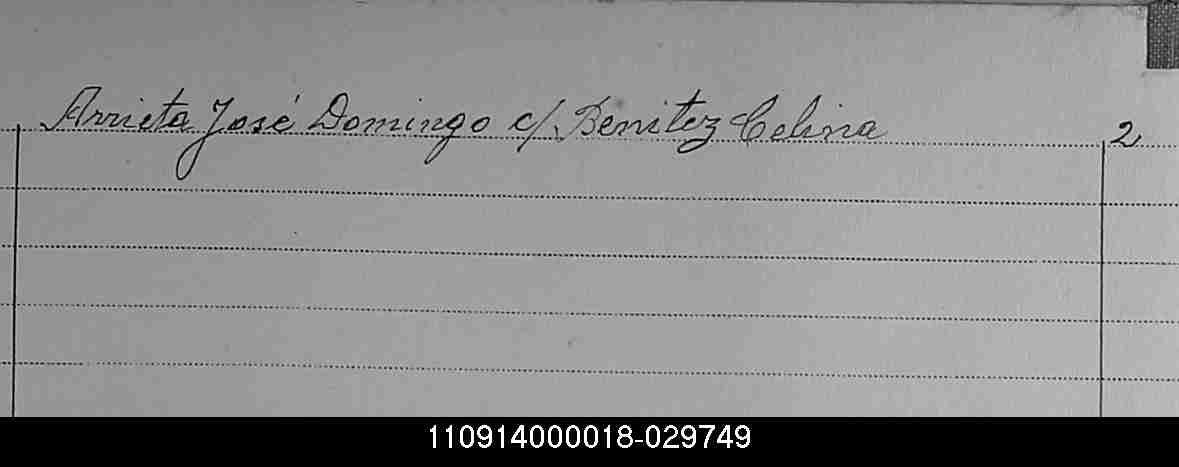 Arrieta José Domingo c/. Benitez Celina 2
110914000018-029749